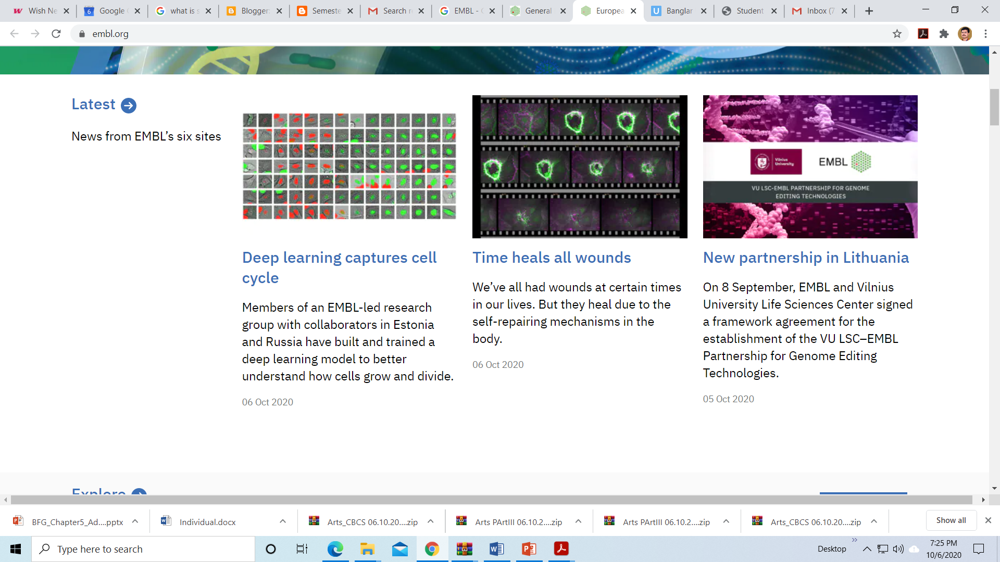 Wish Ne
Google C
what is s
Blogger:
Semeste
Search r
EMBL - 
General
Europea
Banglar
Student
Inbox (7
embl.org
Latest
News from EMBL’s six sites
Vilnius
University
EMBL
VU LSC-EMBL PARTNERSHIP FOR GENOME
EDITING TECHNOLOGIES
Deep learning captures cell
cycle
Members of an EMBL-led research
group with collaborators in Estonia
and Russia have built and trained a
deep learning model to better
understand how cells grow and divide.
06 Oct 2020
Time heals all wounds
We’ve all had wounds at certain times
in our lives. But they heal due to the
self-repairing mechanisms in the
body.
06 Oct 2020
New partnership in Lithuania
On 8 September, EMBL and Vilnius
University Life Sciences Center signed
a framework agreement for the
establishment of the VU LSC–EMBL
Partnership for Genome Editing
Technologies.
05 Oct 2020
Explore
BFG_Chapter5_Ad....pptx
Individual.docx
Arts_CBCS 06.10.20....zip
Arts PArtIII 06.10.2....zip
Arts PArtIII 06.10.2....zip
Arts_CBCS 06.10.20....zip
Show all
Type here to search
Desktop
7:25 PM
10/6/2020